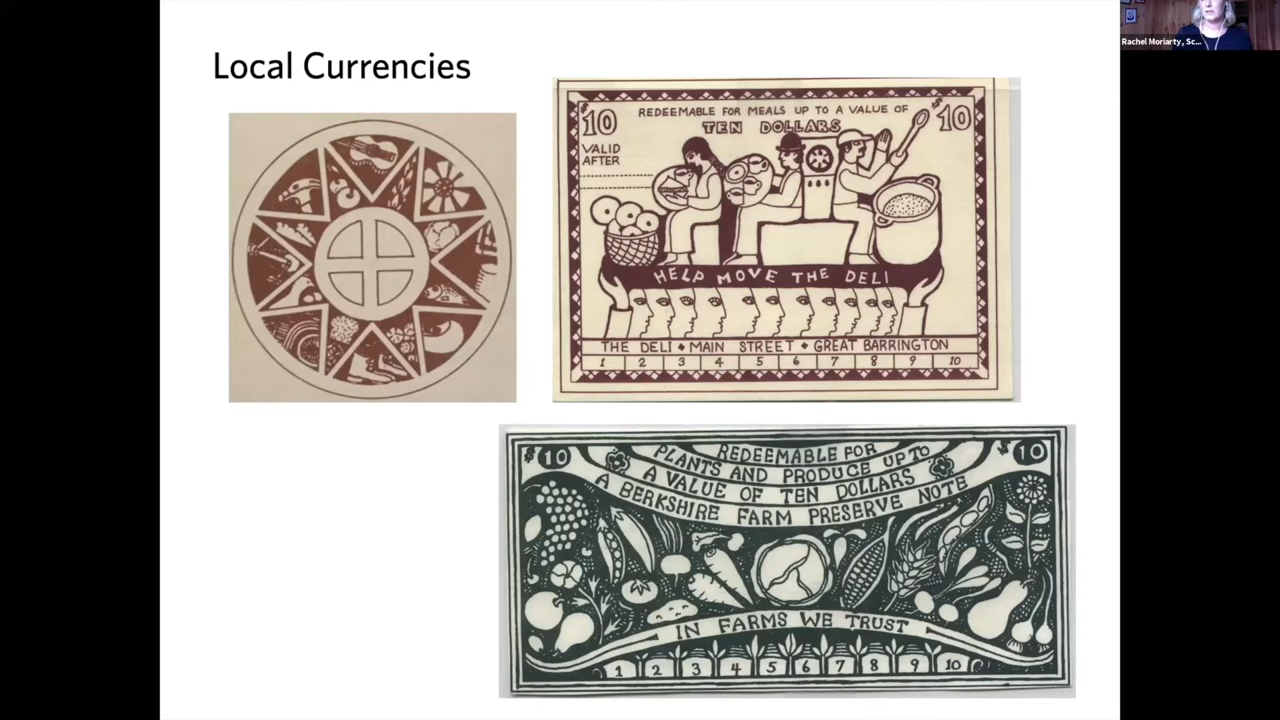 Local Currencies
Rachel Moriarty, Sc...
$10 REDEEMABLE FOR MEALS UP TO A VALUE OF $10
TEN DOLLARS
VALID
AFTER
HELP MOVE THE DELI
THE DELI • MAIN STREET • GREAT BARRINGTON
1 2 3 4 5 6 7 8 9 10
$10 REDEEMABLE FOR $10
PLANTS AND PRODUCE UP TO
A VALUE OF TEN DOLLARS
A BERKSHIRE FARM PRESERVE NOTE
IN FARMS WE TRUST
1 2 3 4 5 6 7 8 9 10